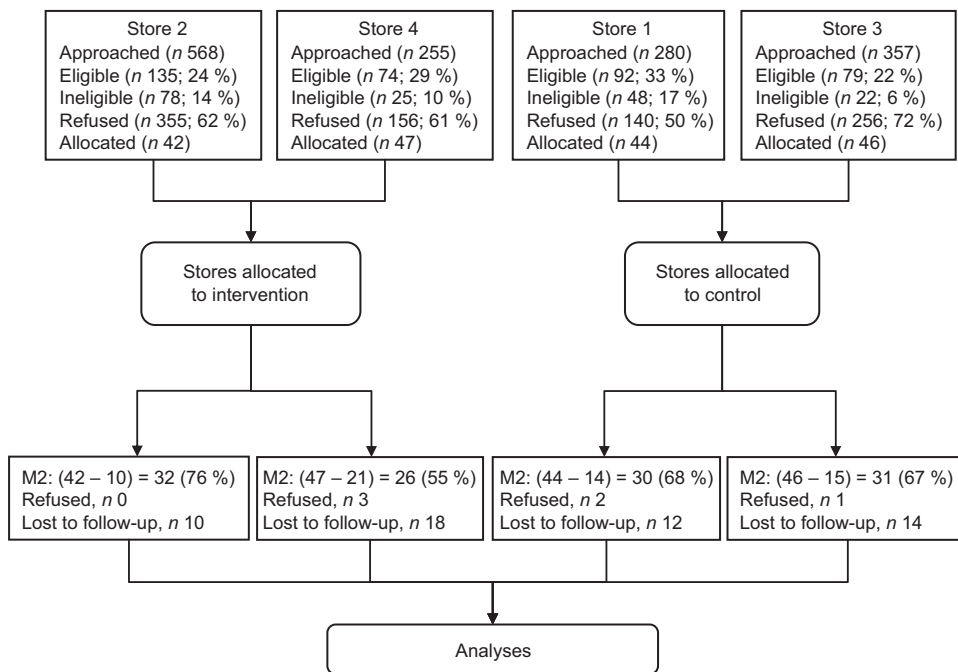 Store 2
Approached (n 568)
Eligible (n 135; 24 %)
Ineligible (n 78; 14 %)
Refused (n 355; 62 %)
Allocated (n 42)
Store 4
Approached (n 255)
Eligible (n 74; 29 %)
Ineligible (n 25; 10 %)
Refused (n 156; 61 %)
Allocated (n 47)
Store 1
Approached (n 280)
Eligible (n 92; 33 %)
Ineligible (n 48; 17 %)
Refused (n 140; 50 %)
Allocated (n 44)
Store 3
Approached (n 357)
Eligible (n 79; 22 %)
Ineligible (n 22; 6 %)
Refused (n 256; 72 %)
Allocated (n 46)
Stores allocated
to intervention
Stores allocated
to control
M2: (42 – 10) = 32 (76 %)
Refused, n 0
Lost to follow-up, n 10
M2: (47 – 21) = 26 (55 %)
Refused, n 3
Lost to follow-up, n 18
M2: (44 – 14) = 30 (68 %)
Refused, n 2
Lost to follow-up, n 12
M2: (46 – 15) = 31 (67 %)
Refused, n 1
Lost to follow-up, n 14
Analyses